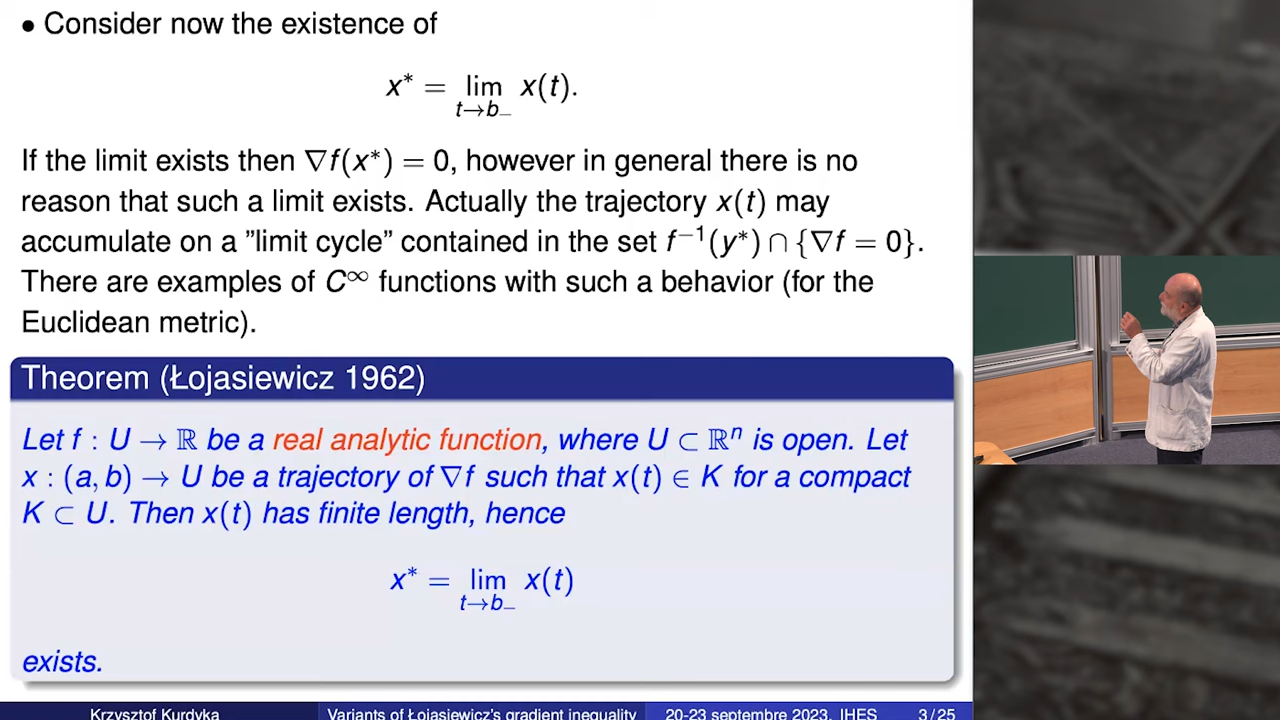 • Consider now the existence of
x* = lim x(t).
t→b₋
If the limit exists then ∇f(x*) = 0, however in general there is no
reason that such a limit exists. Actually the trajectory x(t) may
accumulate on a ”limit cycle” contained in the set f⁻¹(y*) ∩ {∇f = 0}.
There are examples of C^∞ functions with such a behavior (for the
Euclidean metric).
Theorem (Łojasiewicz 1962)
Let f : U → ℝ be a real analytic function, where U ⊂ ℝⁿ is open. Let
x : (a, b) → U be a trajectory of ∇f such that x(t) ∈ K for a compact
K ⊂ U. Then x(t) has finite length, hence
x* = lim x(t)
t→b₋
exists.
Krzysztof Kurdyka Variants of Łojasiewicz's gradient inequality 20-23 septembre 2023, IHES 3 / 25